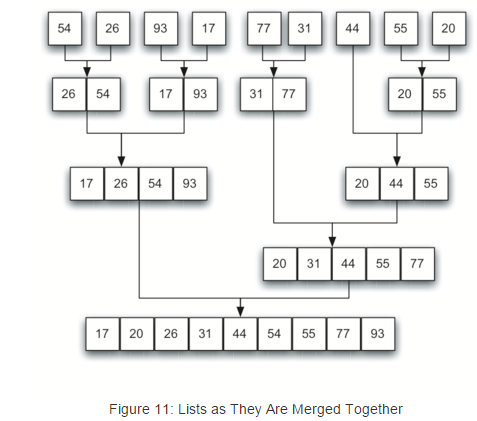 54 26 93 17 77 31 44 55 20
26 54 17 93 31 77 20 55
17 26 54 93 20 44 55
20 31 44 55 77
17 20 26 31 44 54 55 77 93
Figure 11: Lists as They Are Merged Together